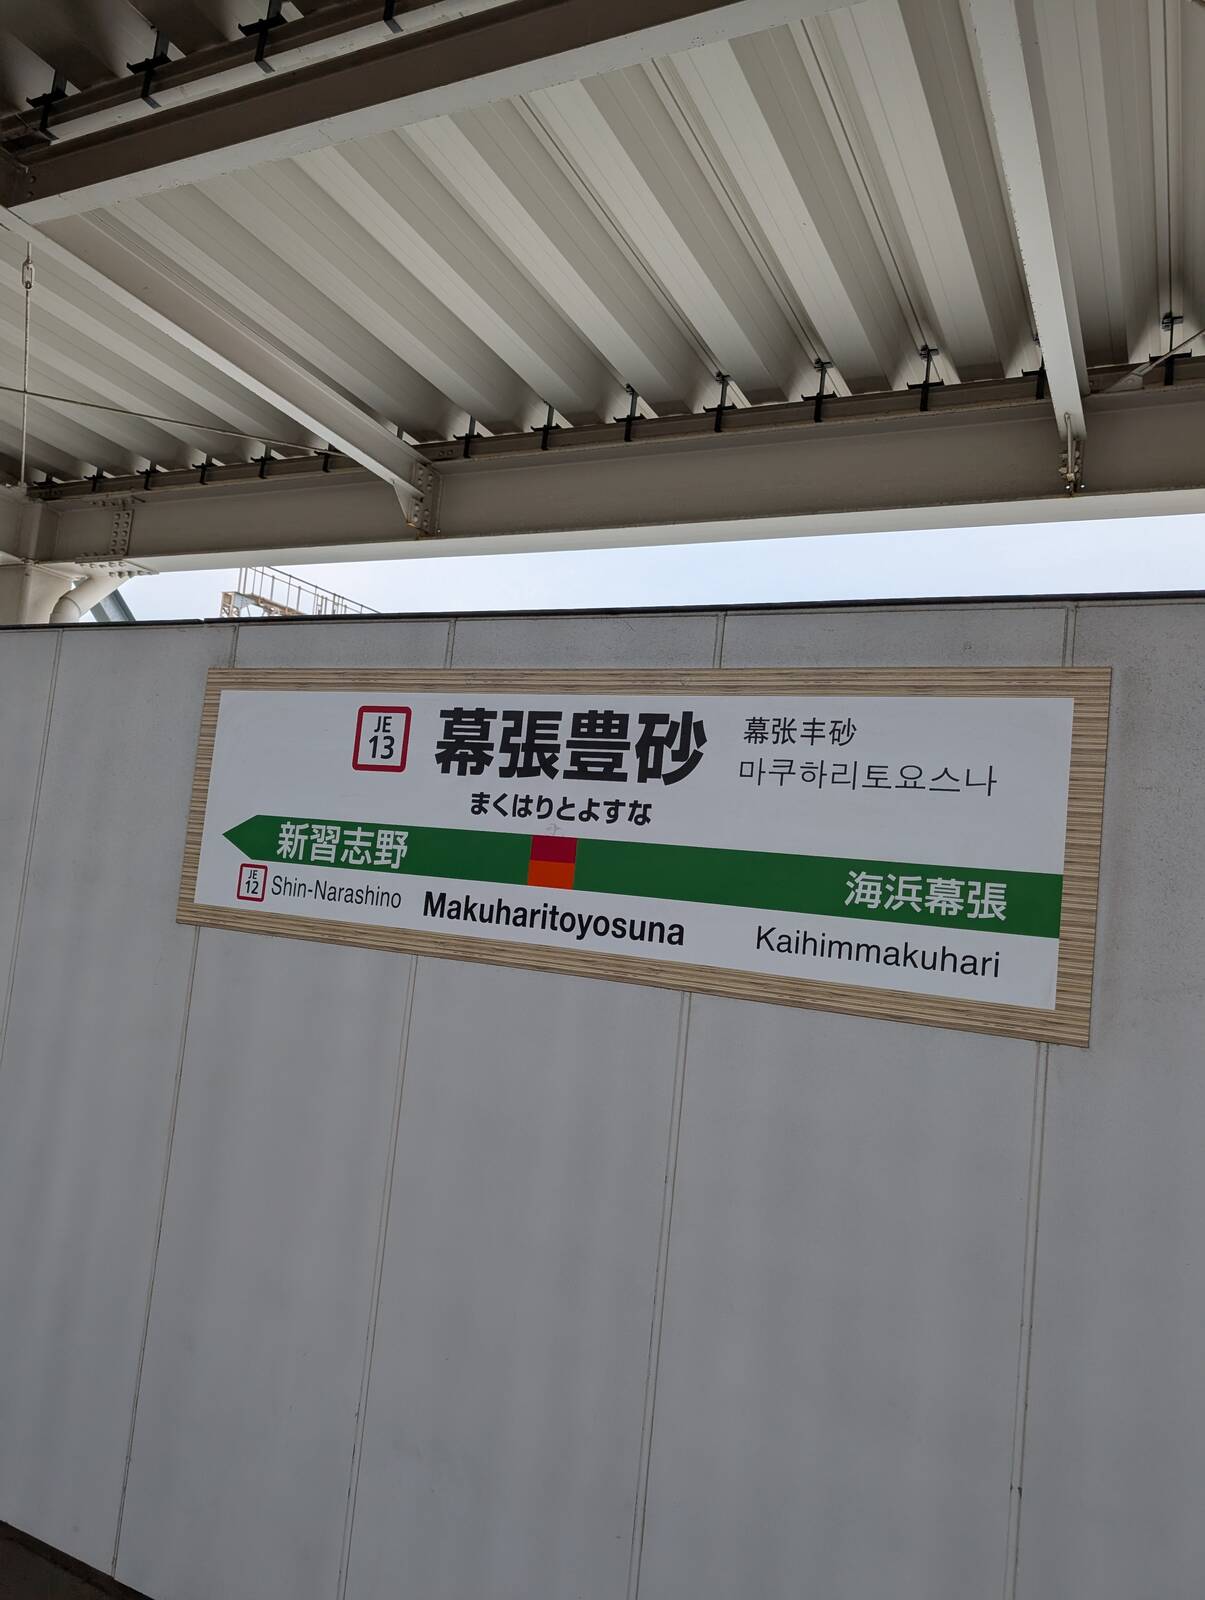 JE
13
幕張豊砂
幕张丰砂
마쿠하리토요스나
まくはりとよすな
新習志野
海浜幕張
JE
12
Shin-Narashino
Makuharitoyosuna
Kaihimmakuhari